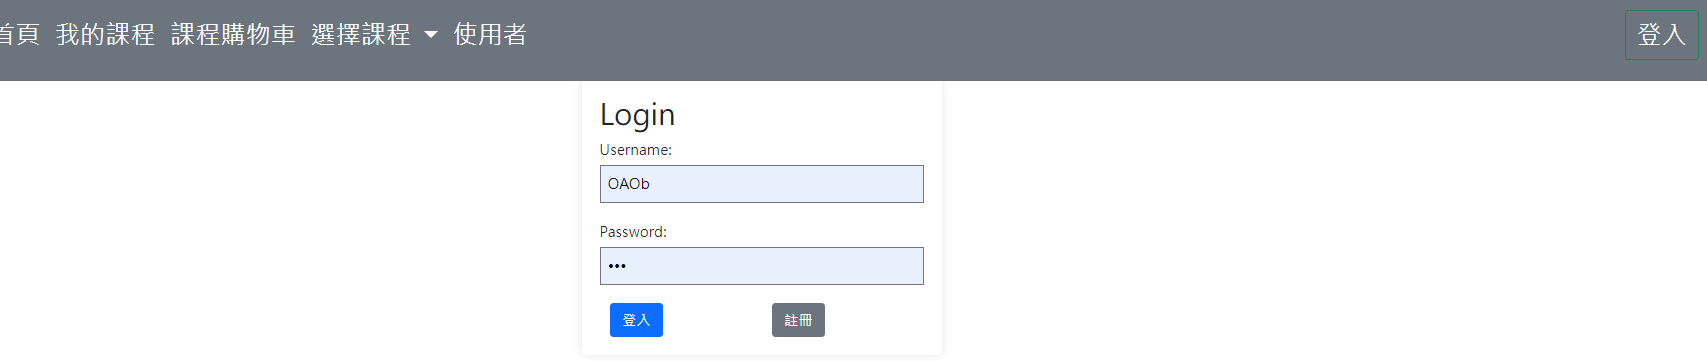 首頁 我的課程 課程購物車 選擇課程 使用者 登入
Login
Username:
OAOb
Password:
•••
登入 註冊